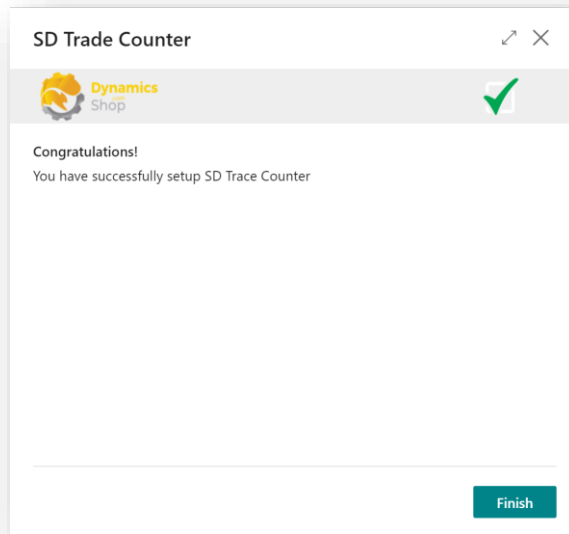 SD Trade Counter
Dynamics
.com
Shop
Congratulations!
You have successfully setup SD Trace Counter
Finish